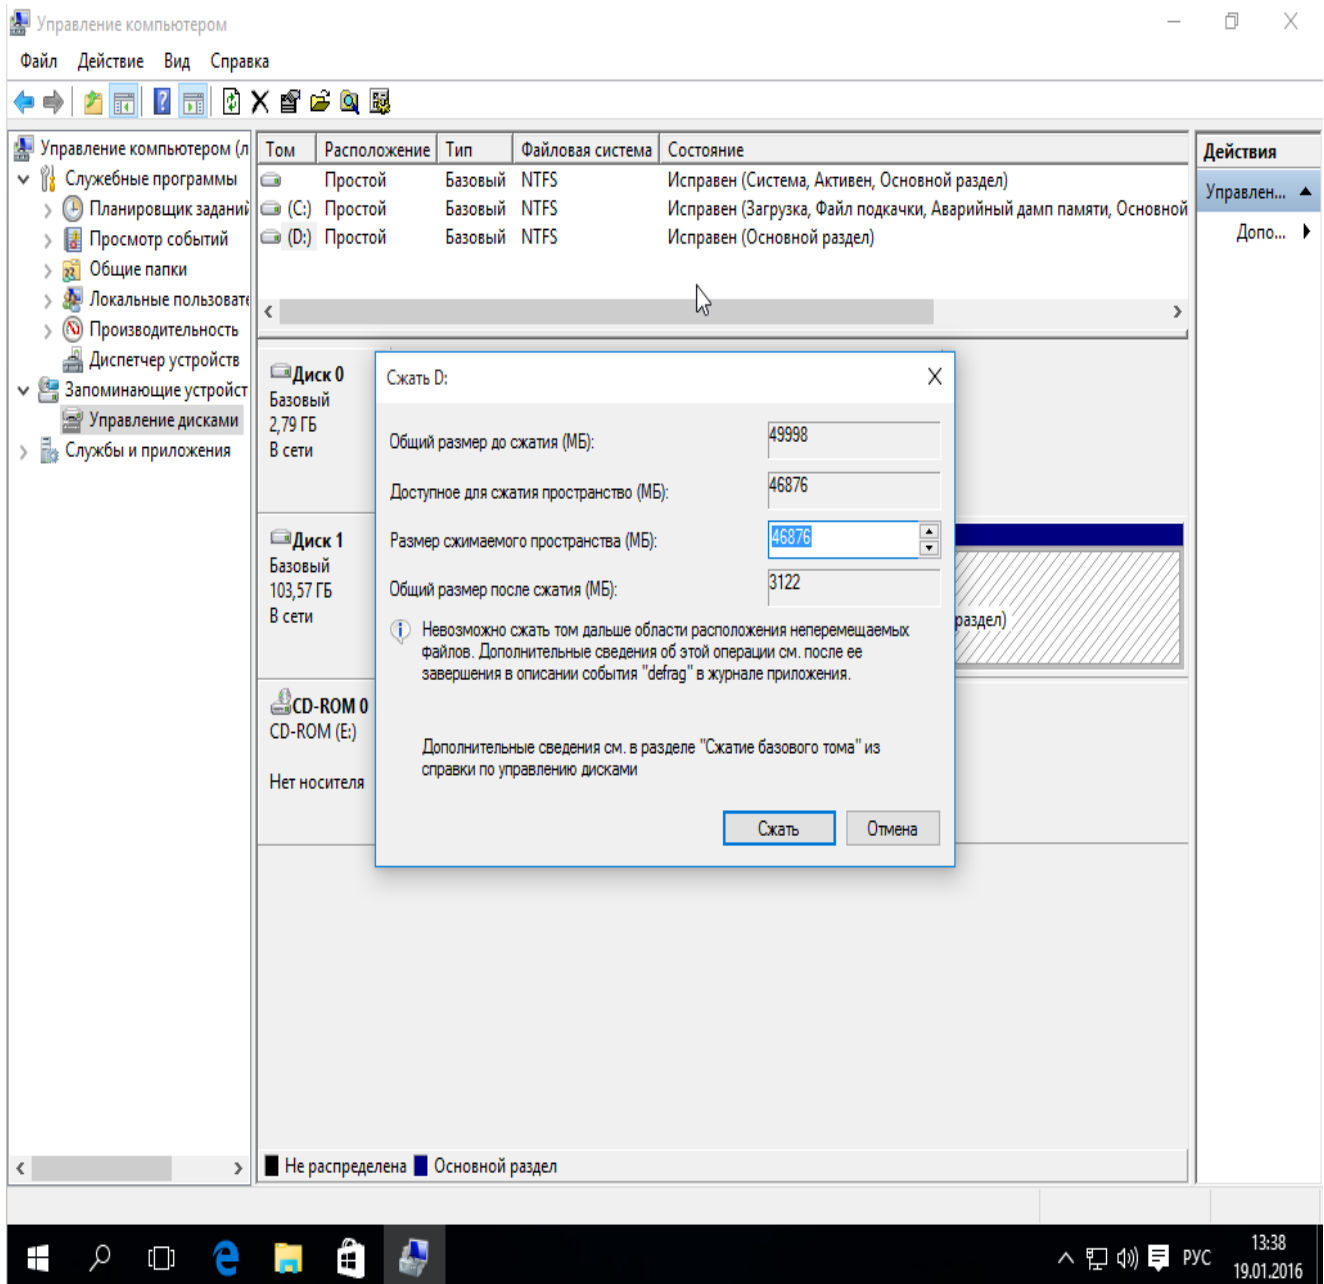 Управление компьютером
Файл Действие Вид Справка
Управление компьютером (л
Служебные программы
Планировщик заданий
Просмотр событий
Общие папки
Локальные пользовате
Производительность
Диспетчер устройств
Запоминающие устройст
Управление дисками
Службы и приложения
Том Расположение Тип Файловая система Состояние
Простой Базовый NTFS Исправен (Система, Активен, Основной раздел)
(C:) Простой Базовый NTFS Исправен (Загрузка, Файл подкачки, Аварийный дамп памяти, Основной
(D:) Простой Базовый NTFS Исправен (Основной раздел)
Действия
Управлен...
Допо...
Диск 0
Базовый
2,79 ГБ
В сети
Диск 1
Базовый
103,57 ГБ
В сети
раздел)
CD-ROM 0
CD-ROM (E:)
Нет носителя
Сжать D:
Общий размер до сжатия (МБ): 49998
Доступное для сжатия пространство (МБ): 46876
Размер сжимаемого пространства (МБ): 46876
Общий размер после сжатия (МБ): 3122
Невозможно сжать том дальше области расположения неперемещаемых
файлов. Дополнительные сведения об этой операции см. после ее
завершения в описании события "defrag" в журнале приложения.
Дополнительные сведения см. в разделе "Сжатие базового тома" из
справки по управлению дисками
Сжать Отмена
Не распределена Основной раздел
РУС
13:38
19.01.2016